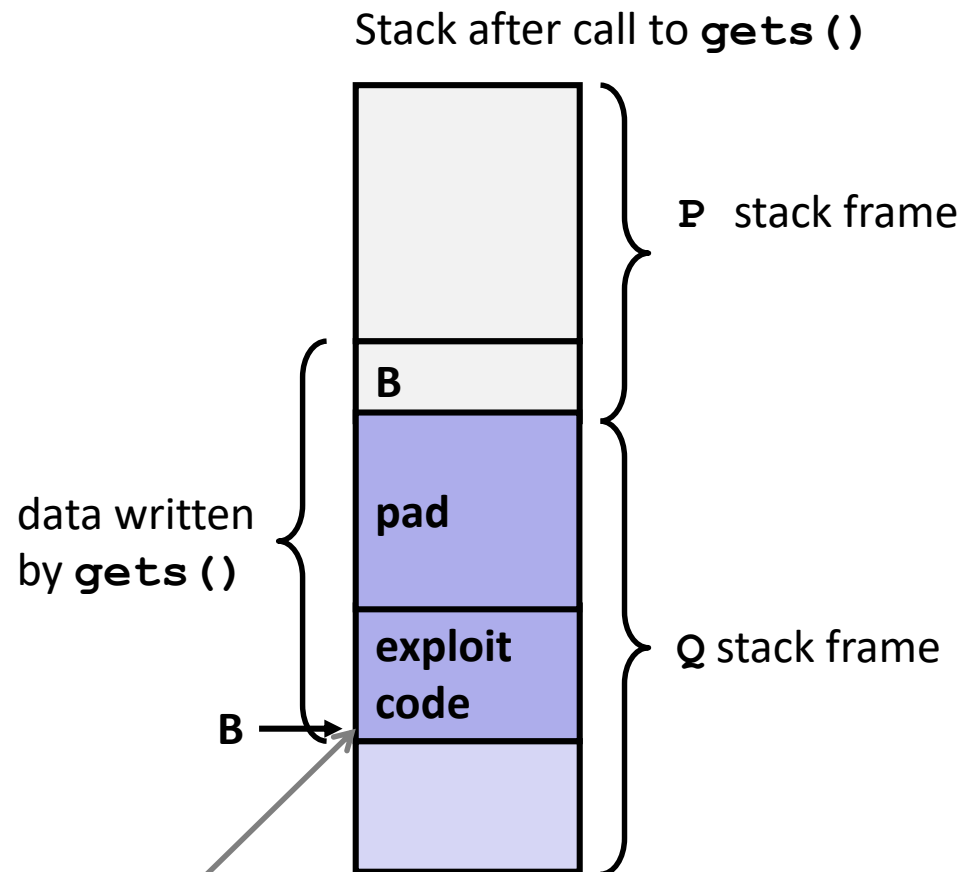 Stack after call to gets()
P stack frame
B
pad
data written
by gets()
exploit
code
Q stack frame
B